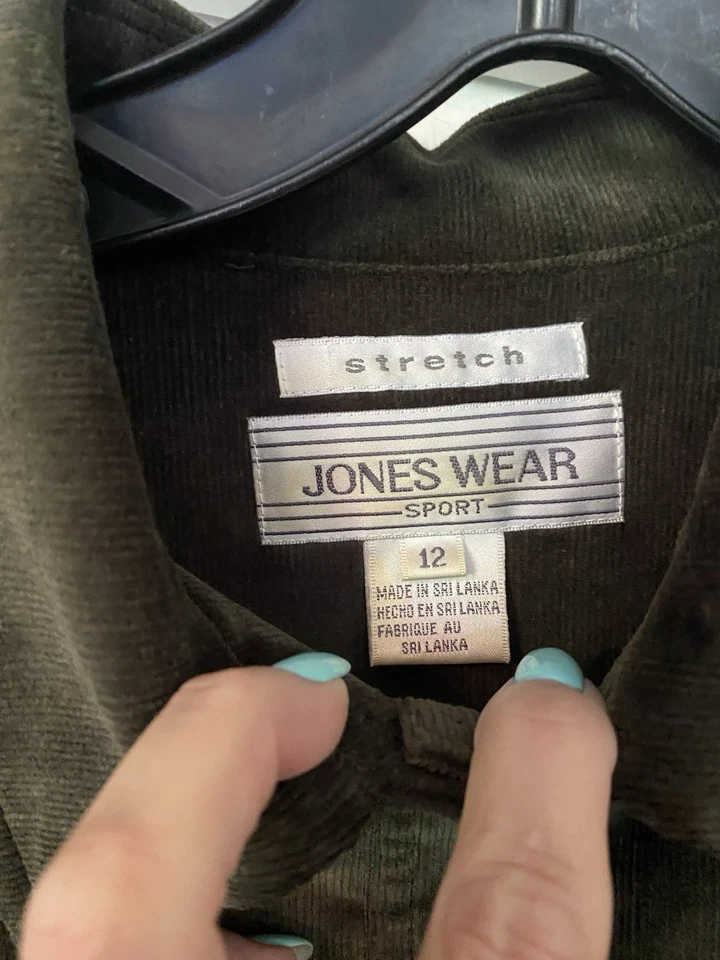 stretch
JONES WEAR
SPORT
12
MADE IN SRI LANKA
HECHO EN SRI LANKA
FABRIQUE AU
SRI LANKA